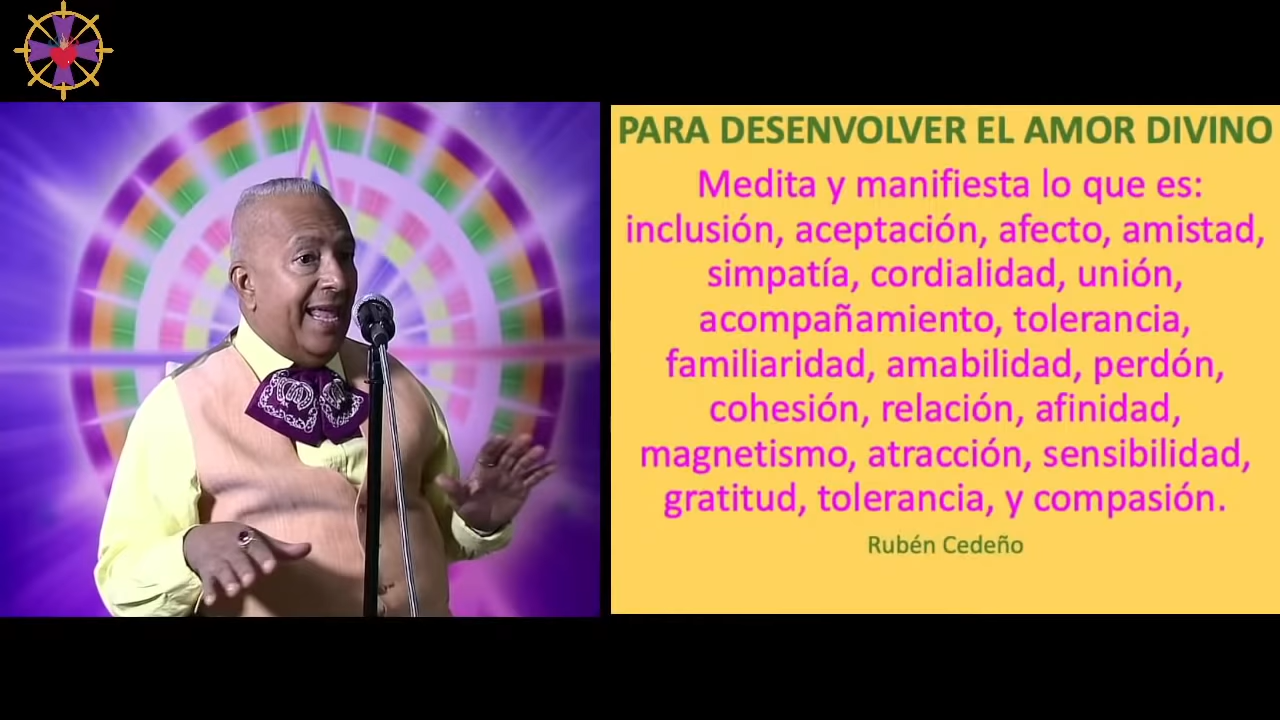 PARA DESENVOLVER EL AMOR DIVINO
Medita y manifiesta lo que es:
inclusión, aceptación, afecto, amistad,
simpatía, cordialidad, unión,
acompañamiento, tolerancia,
familiaridad, amabilidad, perdón,
cohesión, relación, afinidad,
magnetismo, atracción, sensibilidad,
gratitud, tolerancia, y compasión.
Rubén Cedeño